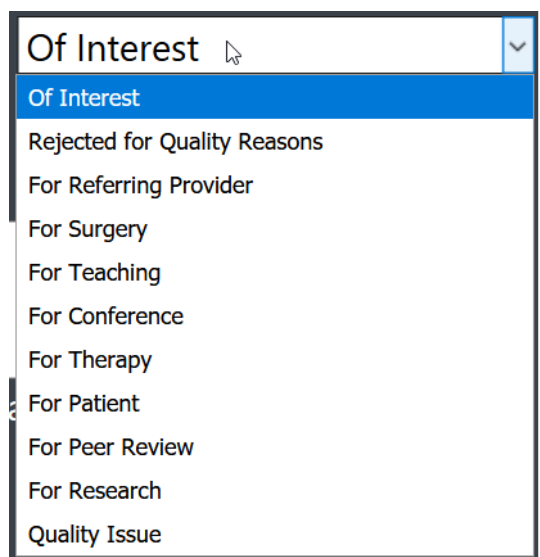 Of Interest
Of Interest
Rejected for Quality Reasons
For Referring Provider
For Surgery
For Teaching
For Conference
For Therapy
For Patient
For Peer Review
For Research
Quality Issue